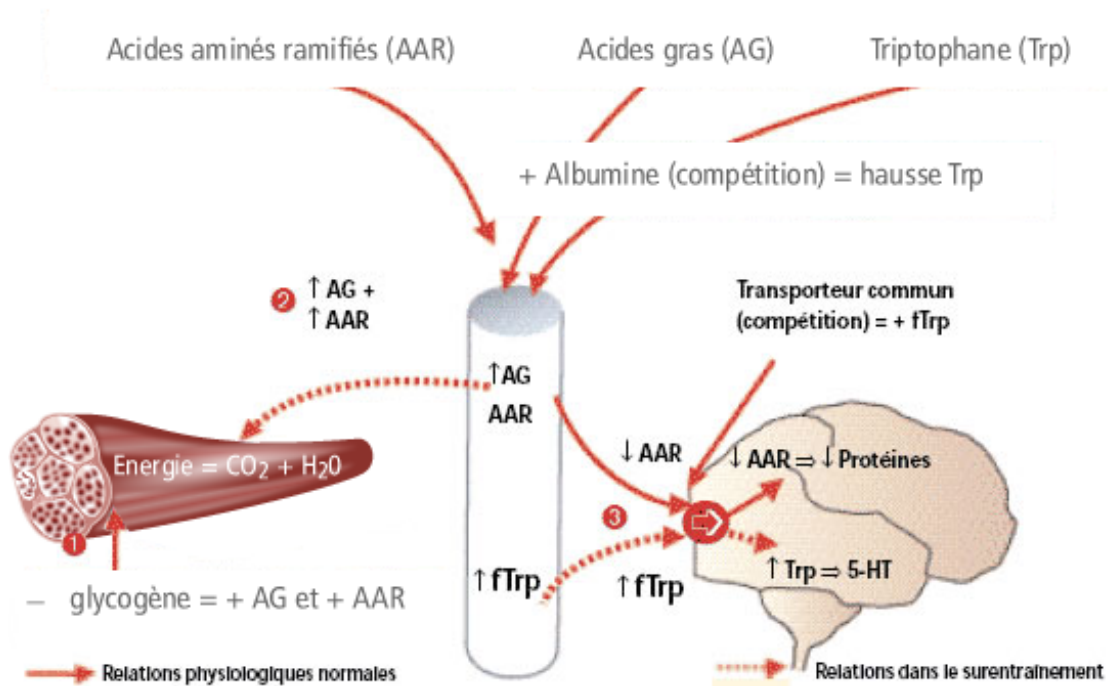 Acides aminés ramifiés (AAR)
Acides gras (AG)
Triptophane (Trp)
+ Albumine (compétition) = hausse Trp
2
↑ AG +
↑ AAR
Transporteur commun
(compétition) = + fTrp
↑AG
AAR
Energie = CO₂ + H₂0
↓ AAR
↓ AAR ⇒ ↓ Protéines
1
3
↑ fTrp
↑ fTrp
↑ Trp ⇒ 5-HT
– glycogène = + AG et + AAR
Relations physiologiques normales
Relations dans le surentraînement